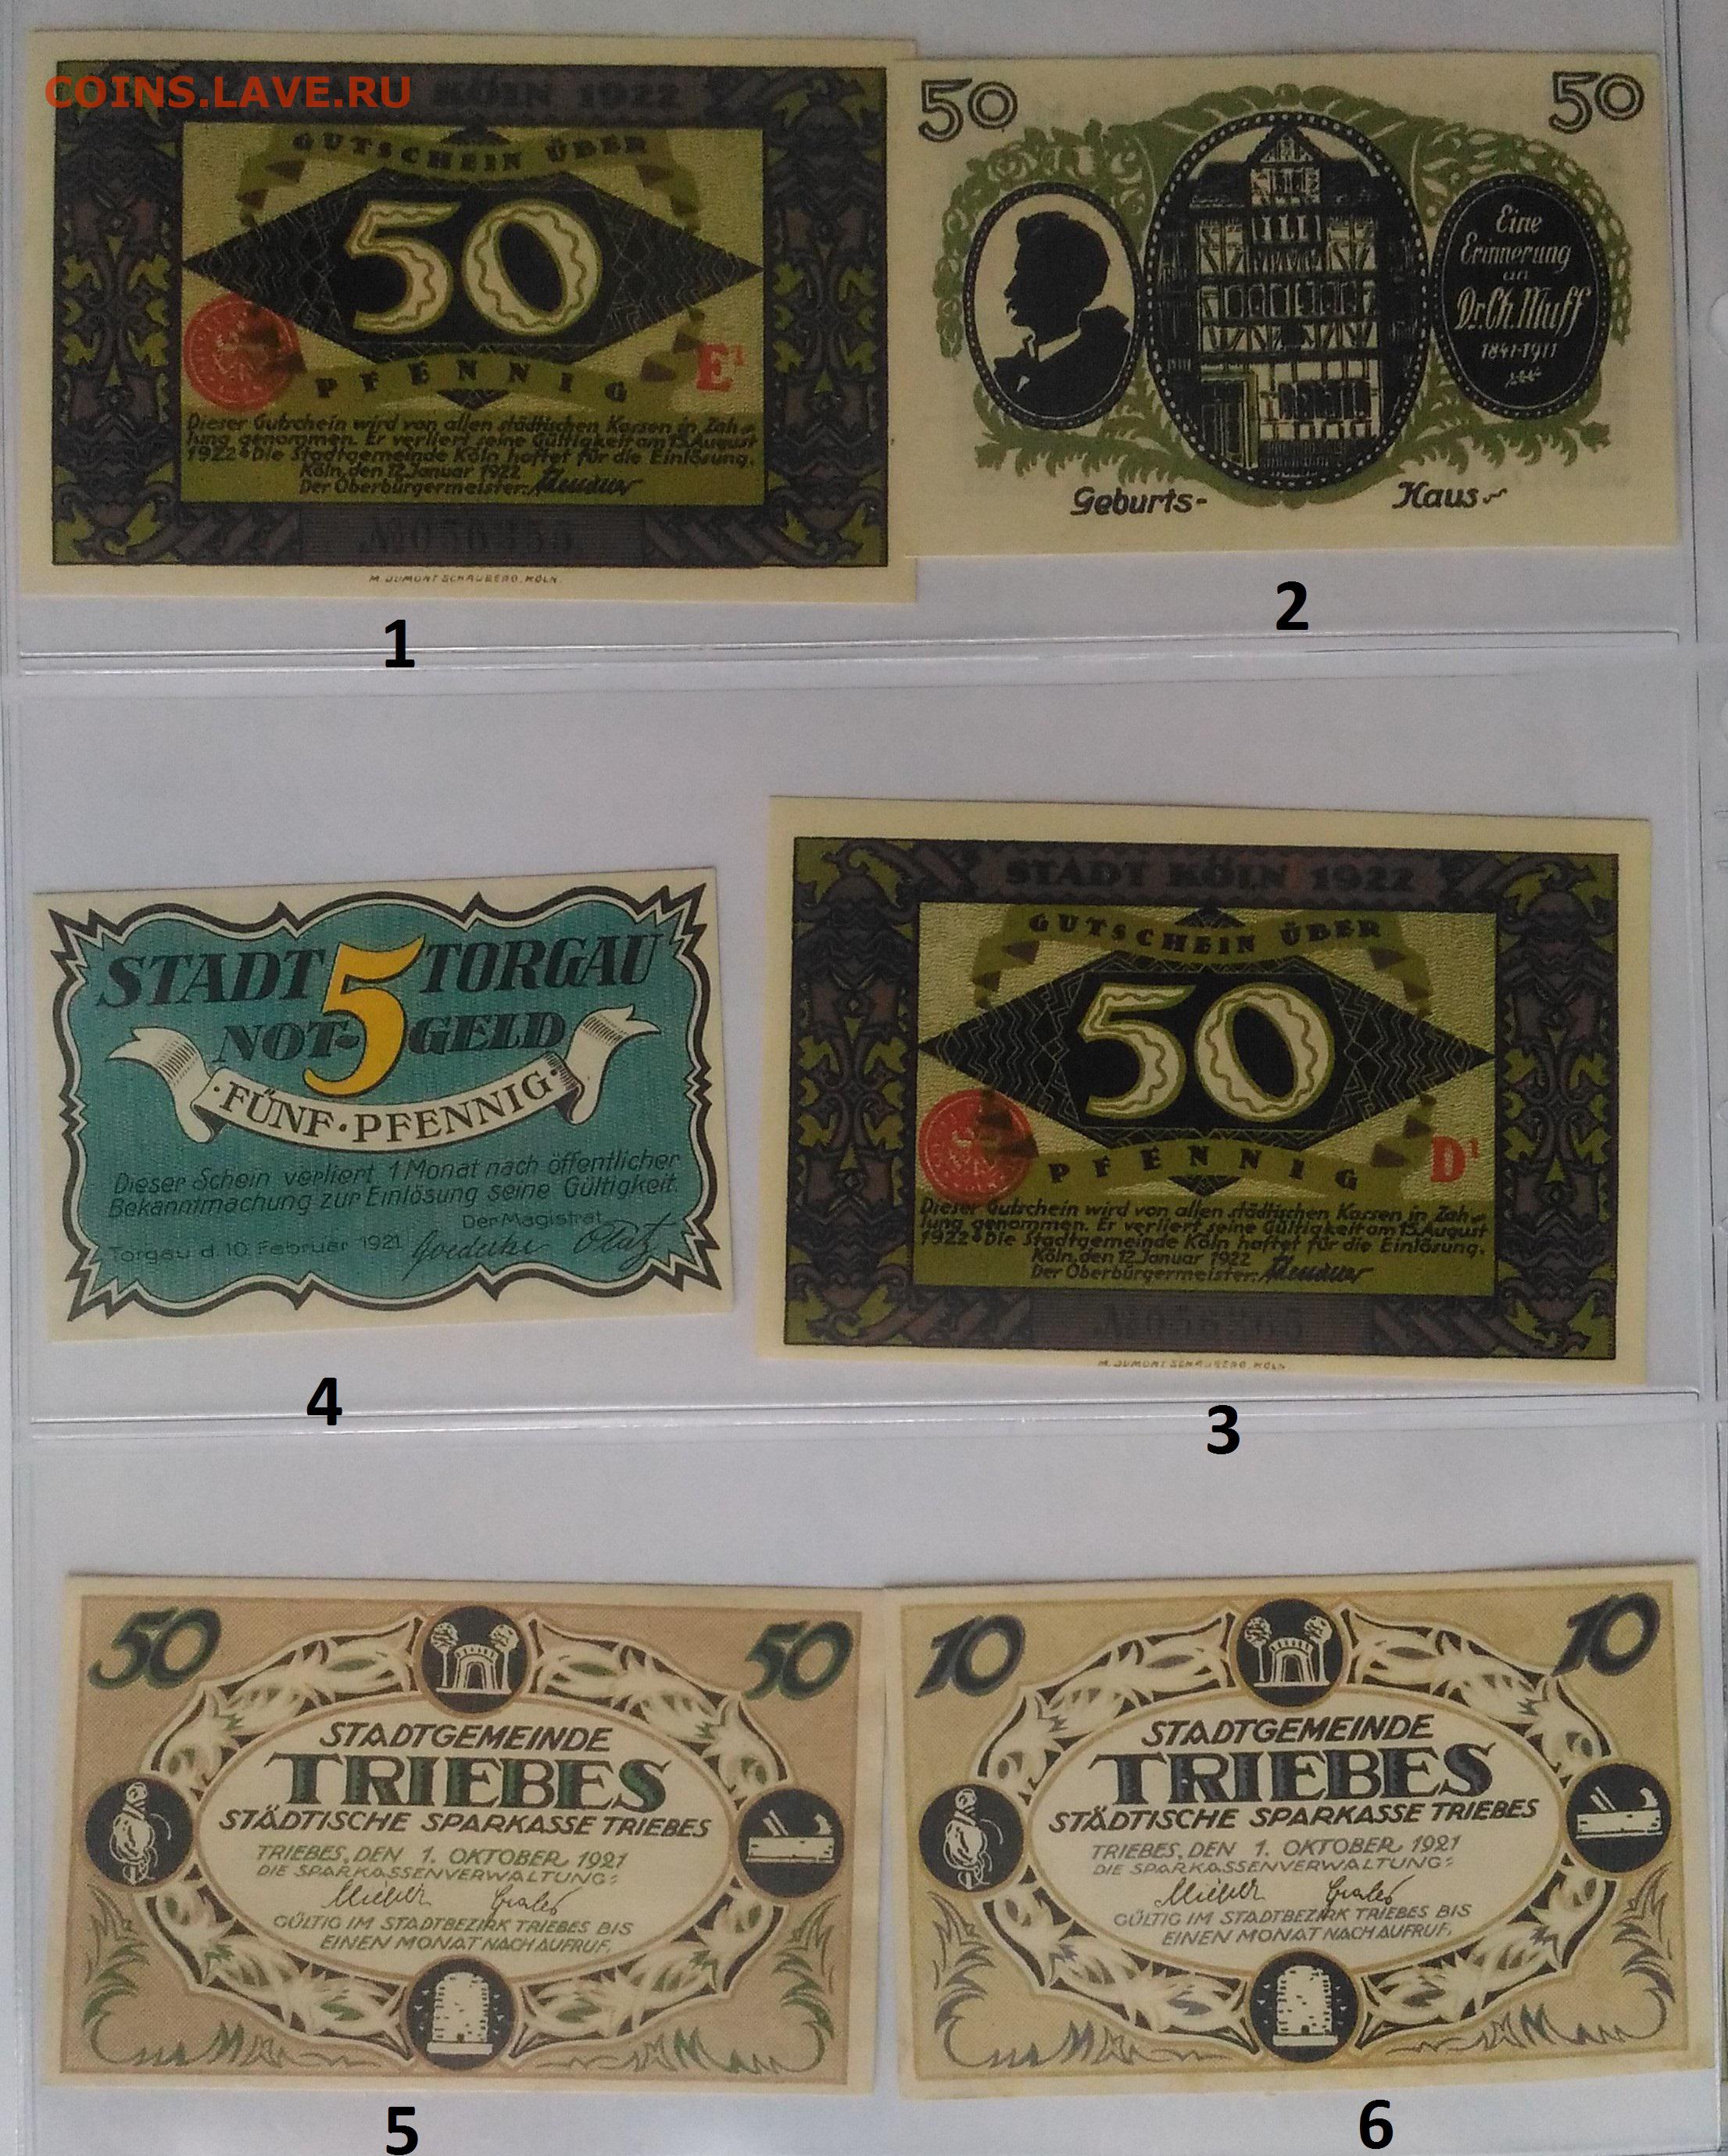 COINS.LAVE.RU
KÖLN 1922
GUTSCHEIN ÜBER
50
PFENNIG
E¹
Dieser Gutschein wird von allen städtischen Kassen in Zah=
lung genommen. Er verliert seine Gültigkeit am 15. August
1922 • Die Stadtgemeinde Köln haftet für die Einlösung.
Köln, den 12. Januar 1922
Der Oberbürgermeister:
M. DUMONT SCHAUBERG, KÖLN.
1
50 50
Eine
Erinnerung
an
Dr. Ch. Muff
1841-1911
Geburts- Haus
2
STADT 5 TORGAU
NOT- GELD
·FÜNF·PFENNIG·
Dieser Schein verliert 1 Monat nach öffentlicher
Bekanntmachung zur Einlösung seine Gültigkeit.
Der Magistrat
Torgau d. 10. Februar 1921
4
STADT KÖLN 1922
GUTSCHEIN ÜBER
50
PFENNIG
D¹
Dieser Gutschein wird von allen städtischen Kassen in Zah=
lung genommen. Er verliert seine Gültigkeit am 15. August
1922 • Die Stadtgemeinde Köln haftet für die Einlösung.
Köln, den 12. Januar 1922
Der Oberbürgermeister:
M. DUMONT SCHAUBERG, KÖLN
3
50 50
STADTGEMEINDE
TRIEBES
STÄDTISCHE SPARKASSE TRIEBES
TRIEBES, DEN 1. OKTOBER 1921
DIE SPARKASSENVERWALTUNG:
GÜLTIG IM STADTBEZIRK TRIEBES BIS
EINEN MONAT NACH AUFRUF.
5
10 10
STADTGEMEINDE
TRIEBES
STÄDTISCHE SPARKASSE TRIEBES
TRIEBES, DEN 1. OKTOBER 1921
DIE SPARKASSENVERWALTUNG:
GÜLTIG IM STADTBEZIRK TRIEBES BIS
EINEN MONAT NACH AUFRUF.
6